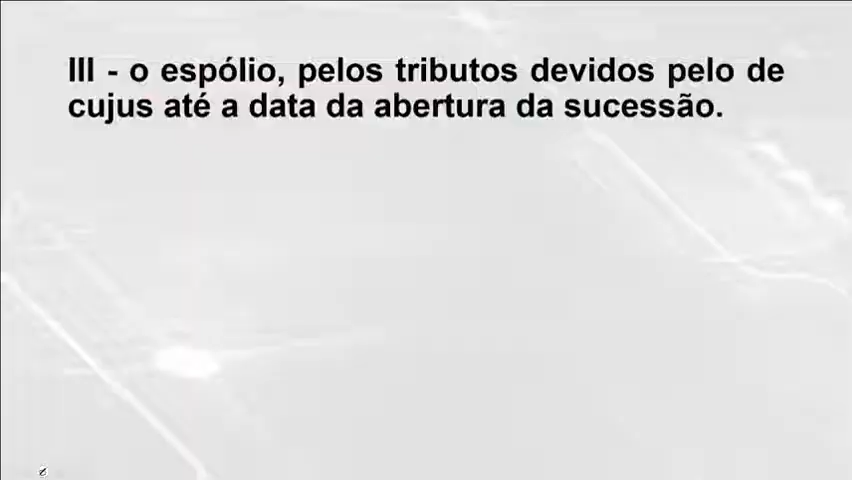 III - o espólio, pelos tributos devidos pelo de
cujus até a data da abertura da sucessão.